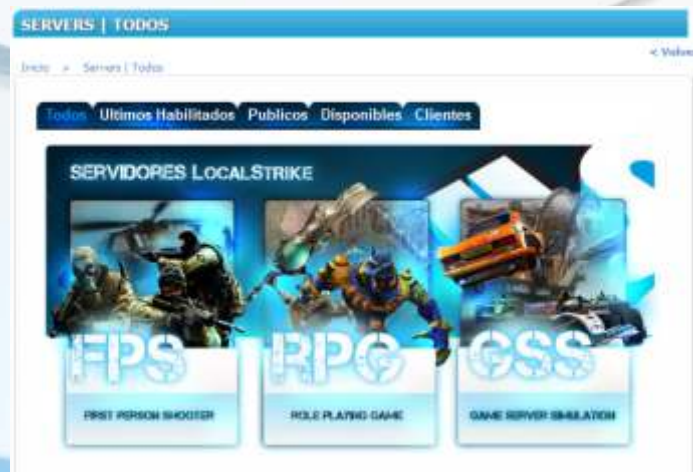 SERVERS | TODOS
< Volver
Inicio » Servers | Todos
Todos Ultimos Habilitados Publicos Disponibles Clientes
SERVIDORES LOCALSTRIKE
FPS RPG GSS
FIRST PERSON SHOOTER ROLE PLAYING GAME GAME SERVER SIMULATION